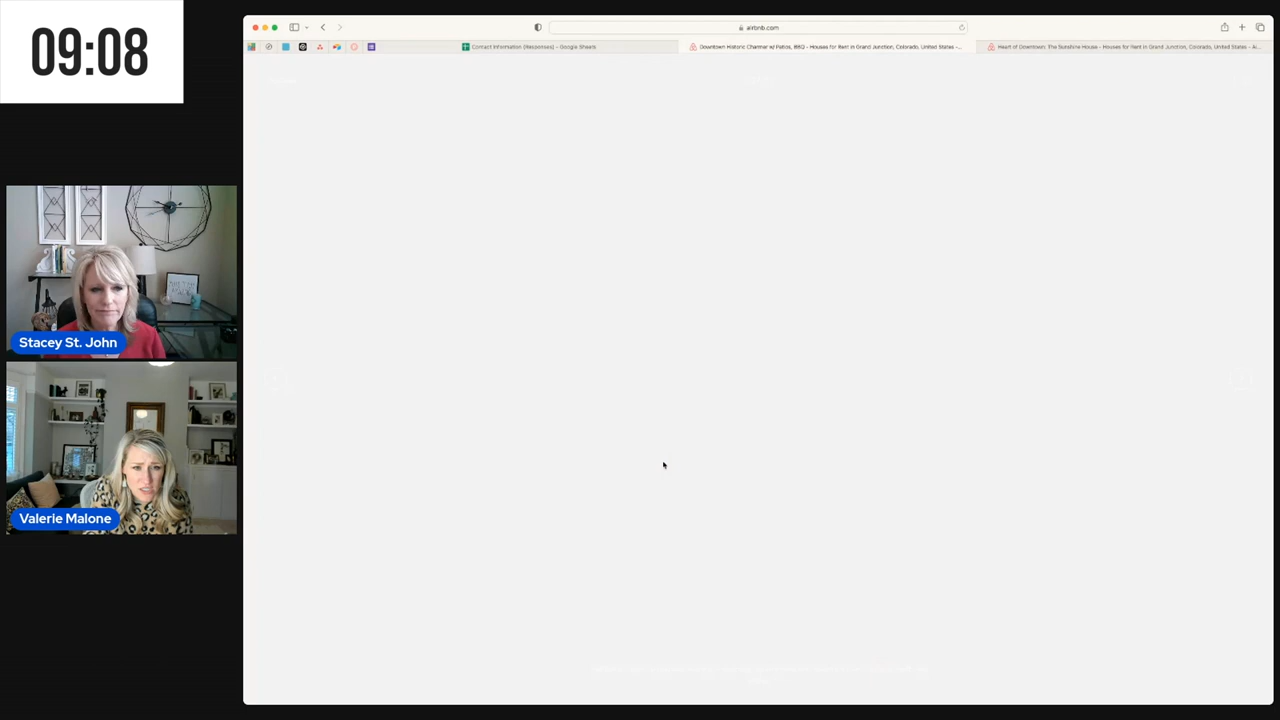 09:08
airbnb.com
Contact Information (Responses) – Google Sheets
Downtown Historic Charmer w/ Patios, BBQ - Houses for Rent in Grand Junction, Colorado, United States -...
Heart of Downtown: The Sunshine House - Houses for Rent in Grand Junction, Colorado, United States - Ai...
Stacey St. John
Valerie Malone